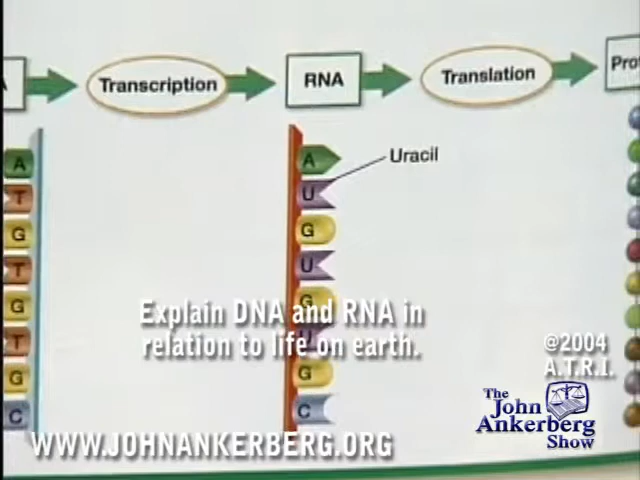 A
Transcription
RNA
Translation
Prot
A
T
G
T
G
T
G
C
A
U
G
U
G
U
G
C
Uracil
Explain DNA and RNA in
relation to life on earth.
@2004
A.T.R.I.
The
John
Ankerberg
Show
WWW.JOHNANKERBERG.ORG